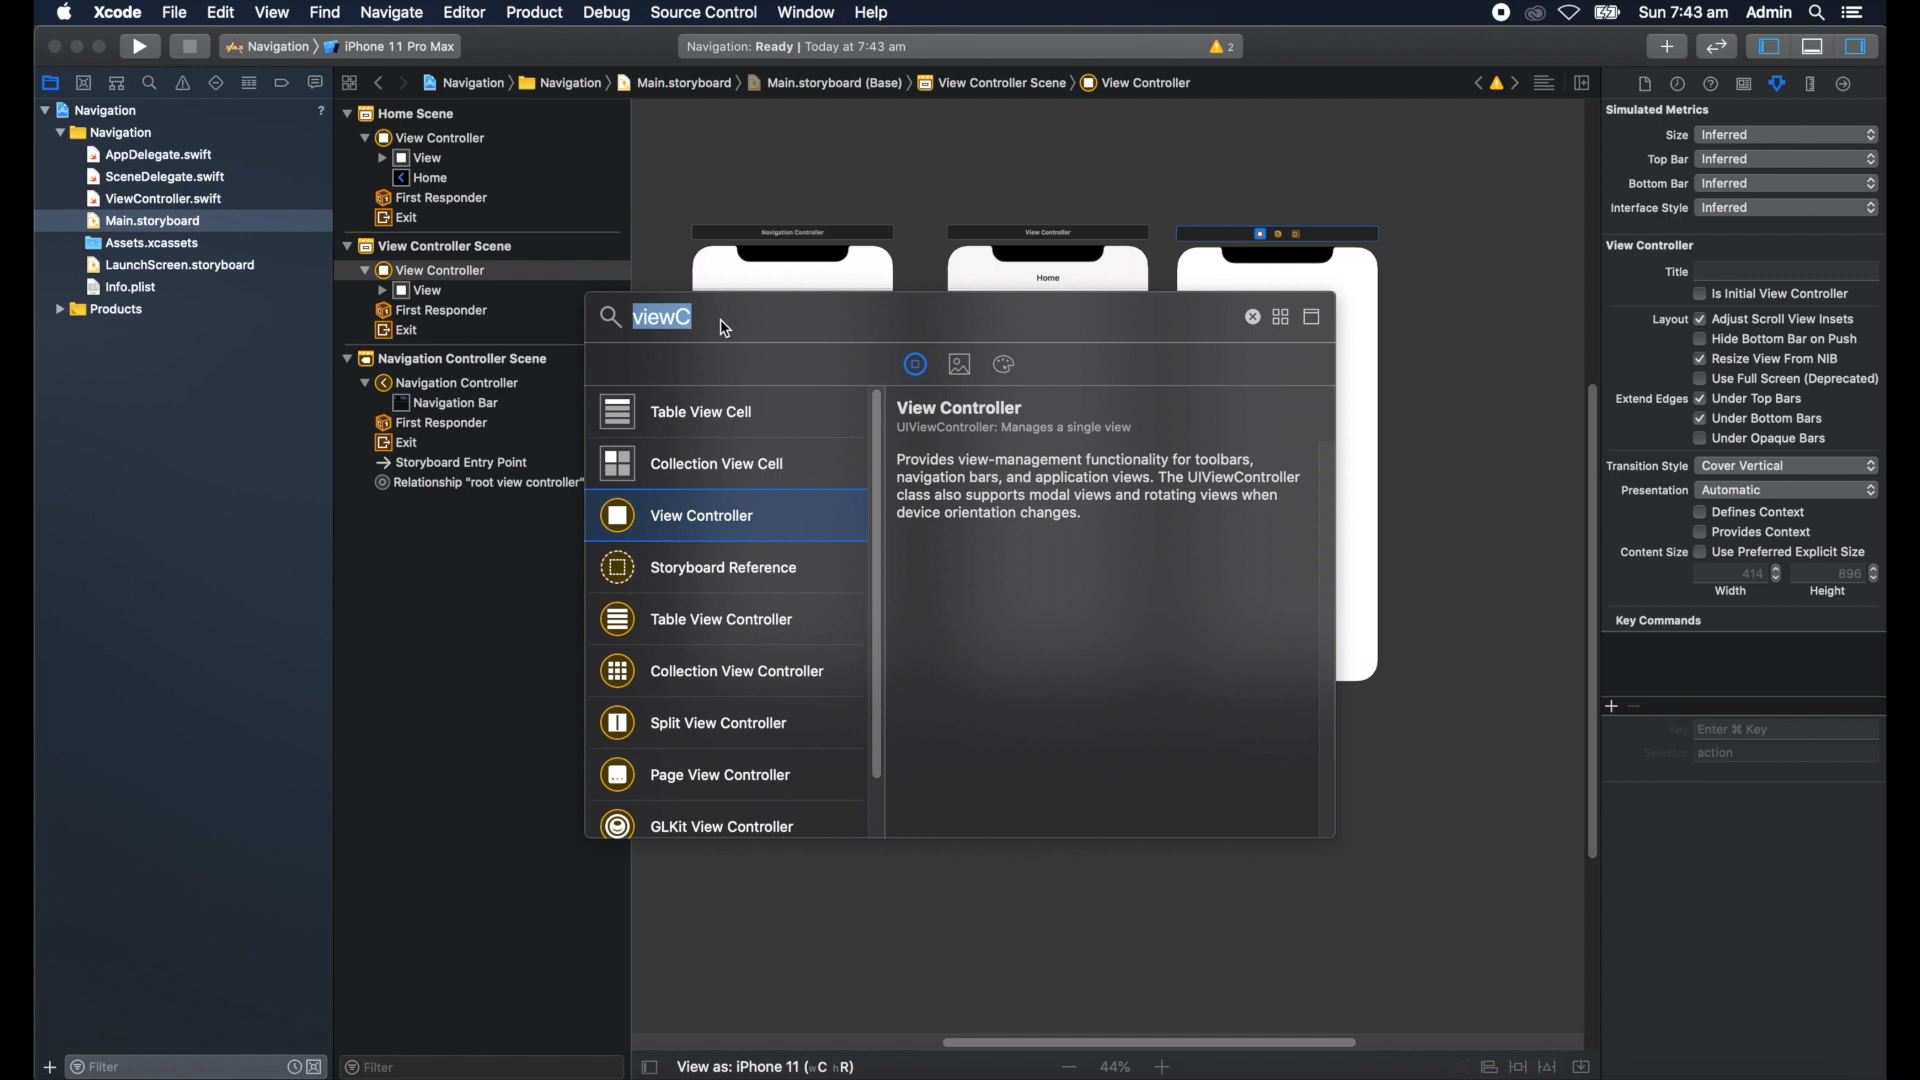 Xcode File Edit View Find Navigate Editor Product Debug Source Control Window Help Sun 7:43 am Admin
Navigation iPhone 11 Pro Max Navigation: Ready | Today at 7:43 am 2
Navigation Navigation Main.storyboard Main.storyboard (Base) View Controller Scene View Controller
Navigation ?
Navigation
AppDelegate.swift
SceneDelegate.swift
ViewController.swift
Main.storyboard
Assets.xcassets
LaunchScreen.storyboard
Info.plist
Products
Filter
Home Scene
View Controller
View
Home
First Responder
Exit
View Controller Scene
View Controller
View
First Responder
Exit
Navigation Controller Scene
Navigation Controller
Navigation Bar
First Responder
Exit
Storyboard Entry Point
Relationship "root view controller"
Filter
Navigation Controller
View Controller
Home
viewC
Table View Cell
Collection View Cell
View Controller
Storyboard Reference
Table View Controller
Collection View Controller
Split View Controller
Page View Controller
GLKit View Controller
View Controller
UIViewController: Manages a single view
Provides view-management functionality for toolbars,
navigation bars, and application views. The UIViewController
class also supports modal views and rotating views when
device orientation changes.
View as: iPhone 11 (wC hR) 44%
Simulated Metrics
Size Inferred
Top Bar Inferred
Bottom Bar Inferred
Interface Style Inferred
View Controller
Title
Is Initial View Controller
Layout Adjust Scroll View Insets
Hide Bottom Bar on Push
Resize View From NIB
Use Full Screen (Deprecated)
Extend Edges Under Top Bars
Under Bottom Bars
Under Opaque Bars
Transition Style Cover Vertical
Presentation Automatic
Defines Context
Provides Context
Content Size Use Preferred Explicit Size
414 896
Width Height
Key Commands
Key Enter ⌘ Key
Selector action